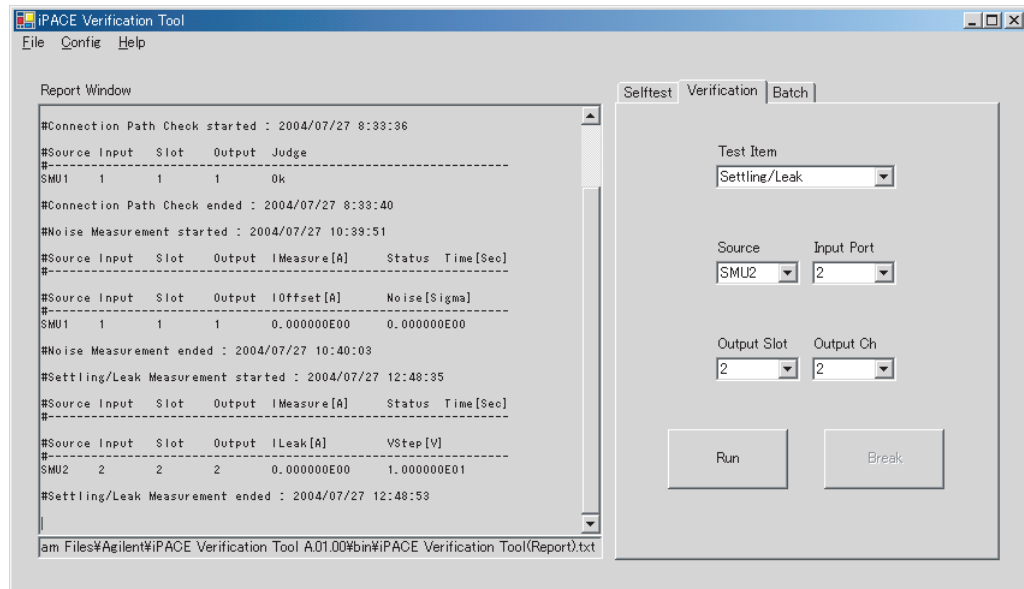 iPACE Verification Tool
File Config Help
Report Window
#Connection Path Check started : 2004/07/27 8:33:36
#Source Input Slot Output Judge
#-------------------------------------------------------
SMU1 1 1 1 Ok
#Connection Path Check ended : 2004/07/27 8:33:40
#Noise Measurement started : 2004/07/27 10:39:51
#Source Input Slot Output IMeasure[A] Status Time[Sec]
#-------------------------------------------------------
#Source Input Slot Output IOffset[A] Noise[Sigma]
#-------------------------------------------------------
SMU1 1 1 1 0.000000E00 0.000000E00
#Noise Measurement ended : 2004/07/27 10:40:03
#Settling/Leak Measurement started : 2004/07/27 12:48:35
#Source Input Slot Output IMeasure[A] Status Time[Sec]
#-------------------------------------------------------
#Source Input Slot Output ILeak[A] VStep[V]
#-------------------------------------------------------
SMU2 2 2 2 0.000000E00 1.000000E01
#Settling/Leak Measurement ended : 2004/07/27 12:48:53
am Files¥Agilent¥iPACE Verification Tool A.01.00¥bin¥iPACE Verification Tool(Report).txt
Selftest Verification Batch
Test Item
Settling/Leak
Source Input Port
SMU2 2
Output Slot Output Ch
2 2
Run Break